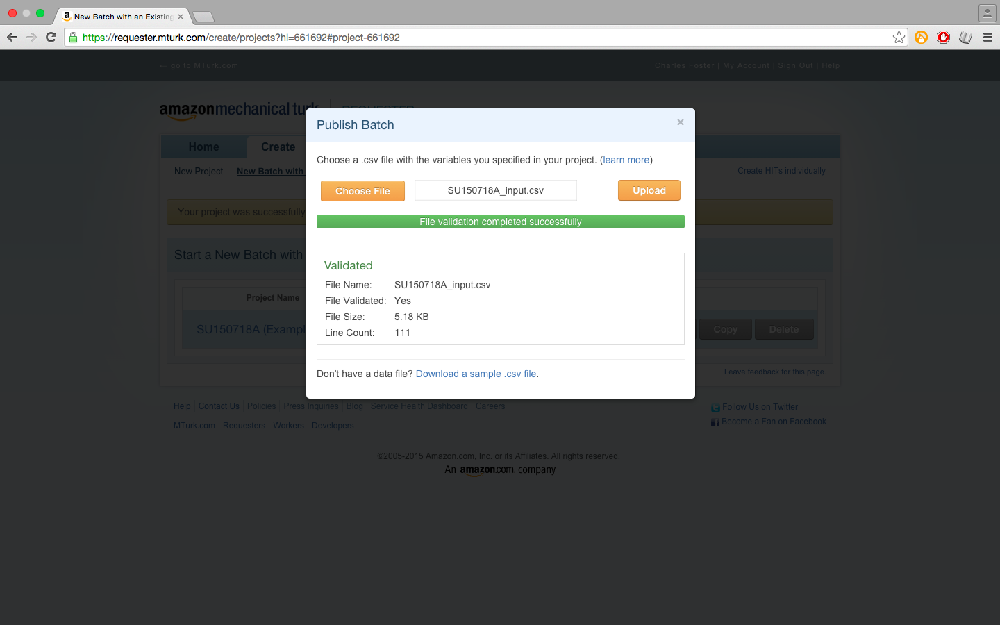 New Batch with an Existing
https://requester.mturk.com/create/projects?hl=661692#project-661692
← go to MTurk.com
Charles Foster | My Account | Sign Out | Help
amazonmechanical turk
REQUESTER
Home
Create
New Project
New Batch with
Create HITs individually
Your project was successfully
Start a New Batch with
Project Name
SU150718A (Exampl
Copy
Delete
Leave feedback for this page.
Publish Batch
×
Choose a .csv file with the variables you specified in your project. (learn more)
Choose File
SU150718A_input.csv
Upload
File validation completed successfully
Validated
File Name: SU150718A_input.csv
File Validated: Yes
File Size: 5.18 KB
Line Count: 111
Don't have a data file? Download a sample .csv file.
Help | Contact Us | Policies | Press Inquiries | Blog | Service Health Dashboard | Careers
MTurk.com | Requesters | Workers | Developers
Follow Us on Twitter
Become a Fan on Facebook
©2005-2015 Amazon.com, Inc. or its Affiliates. All rights reserved.
An amazon.com. company